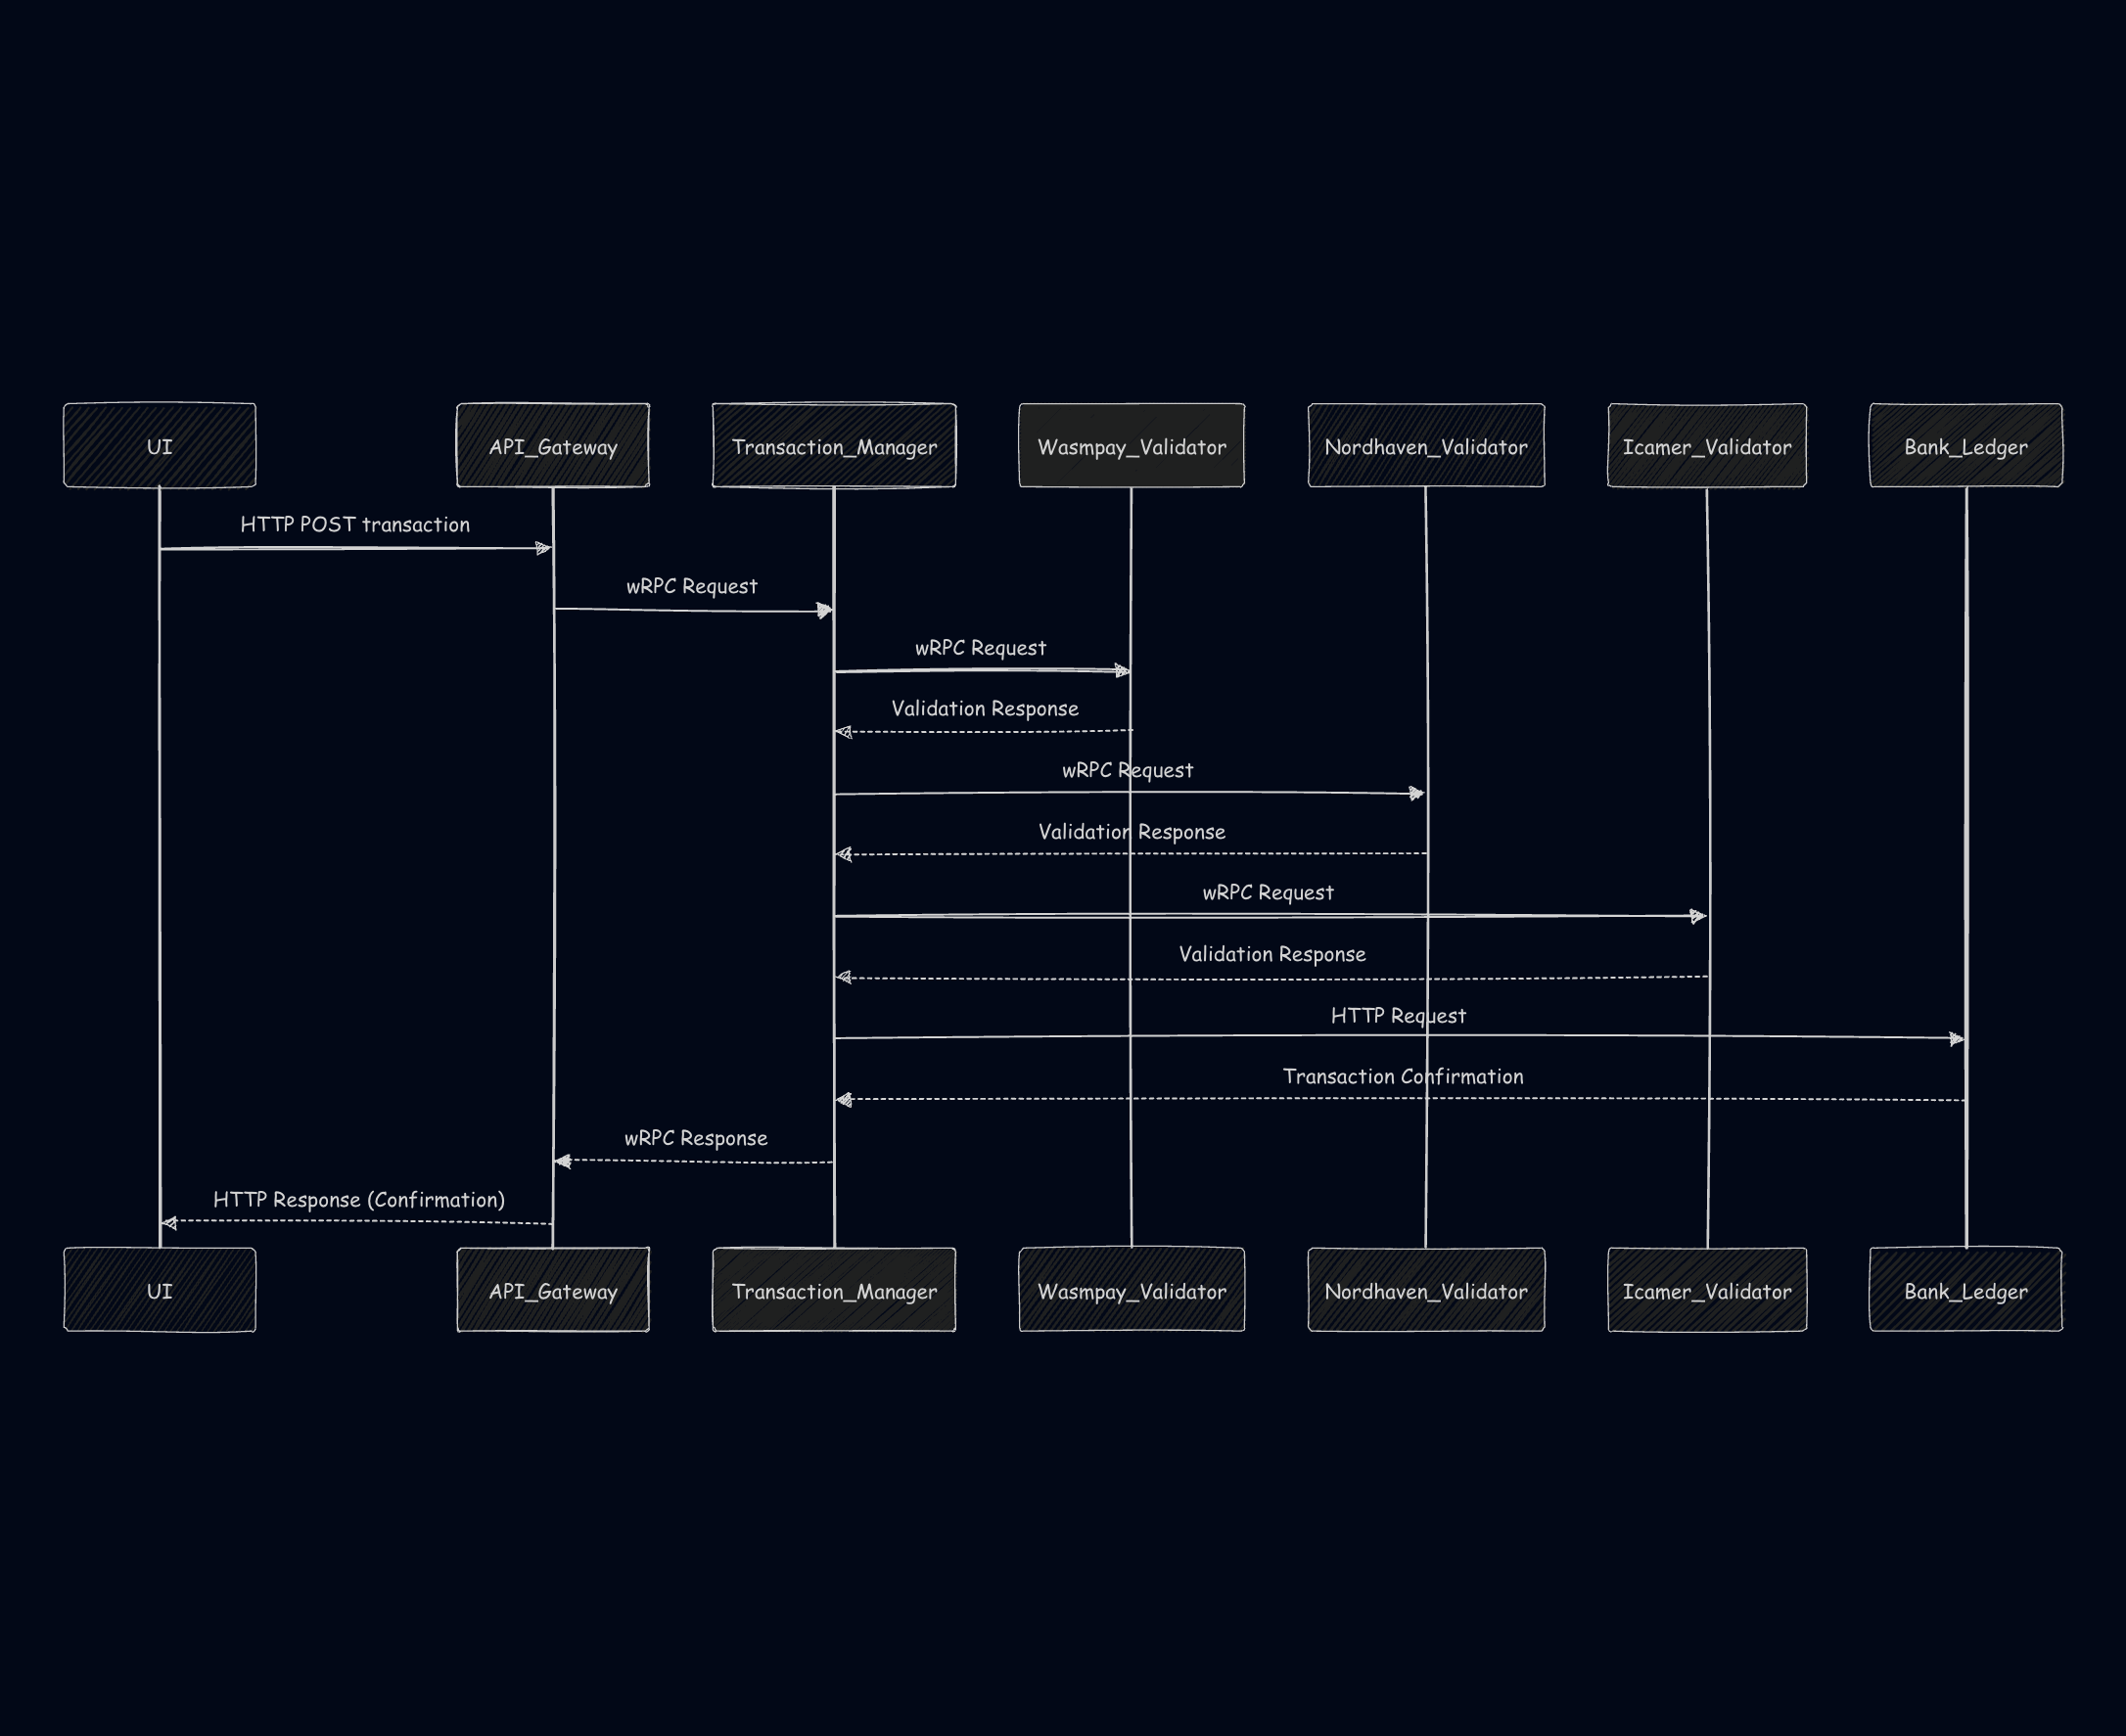 UI
API_Gateway
Transaction_Manager
Wasmpay_Validator
Nordhaven_Validator
Icamer_Validator
Bank_Ledger
HTTP POST transaction
wRPC Request
wRPC Request
Validation Response
wRPC Request
Validation Response
wRPC Request
Validation Response
HTTP Request
Transaction Confirmation
wRPC Response
HTTP Response (Confirmation)
UI
API_Gateway
Transaction_Manager
Wasmpay_Validator
Nordhaven_Validator
Icamer_Validator
Bank_Ledger